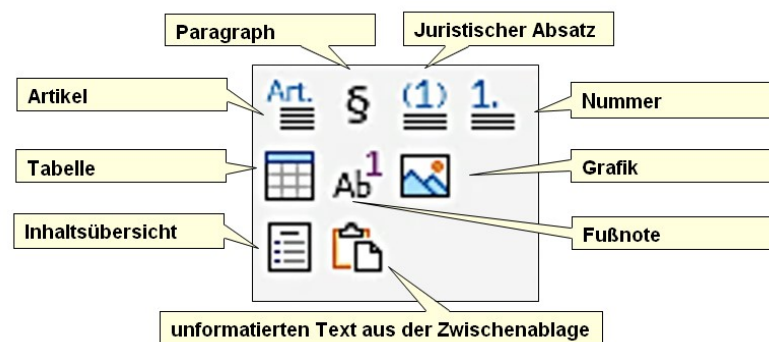 Paragraph
Juristischer Absatz
Artikel
Art.
§
(1)
1.
Nummer
Tabelle
Ab1
Grafik
Inhaltsübersicht
Fußnote
unformatierten Text aus der Zwischenablage